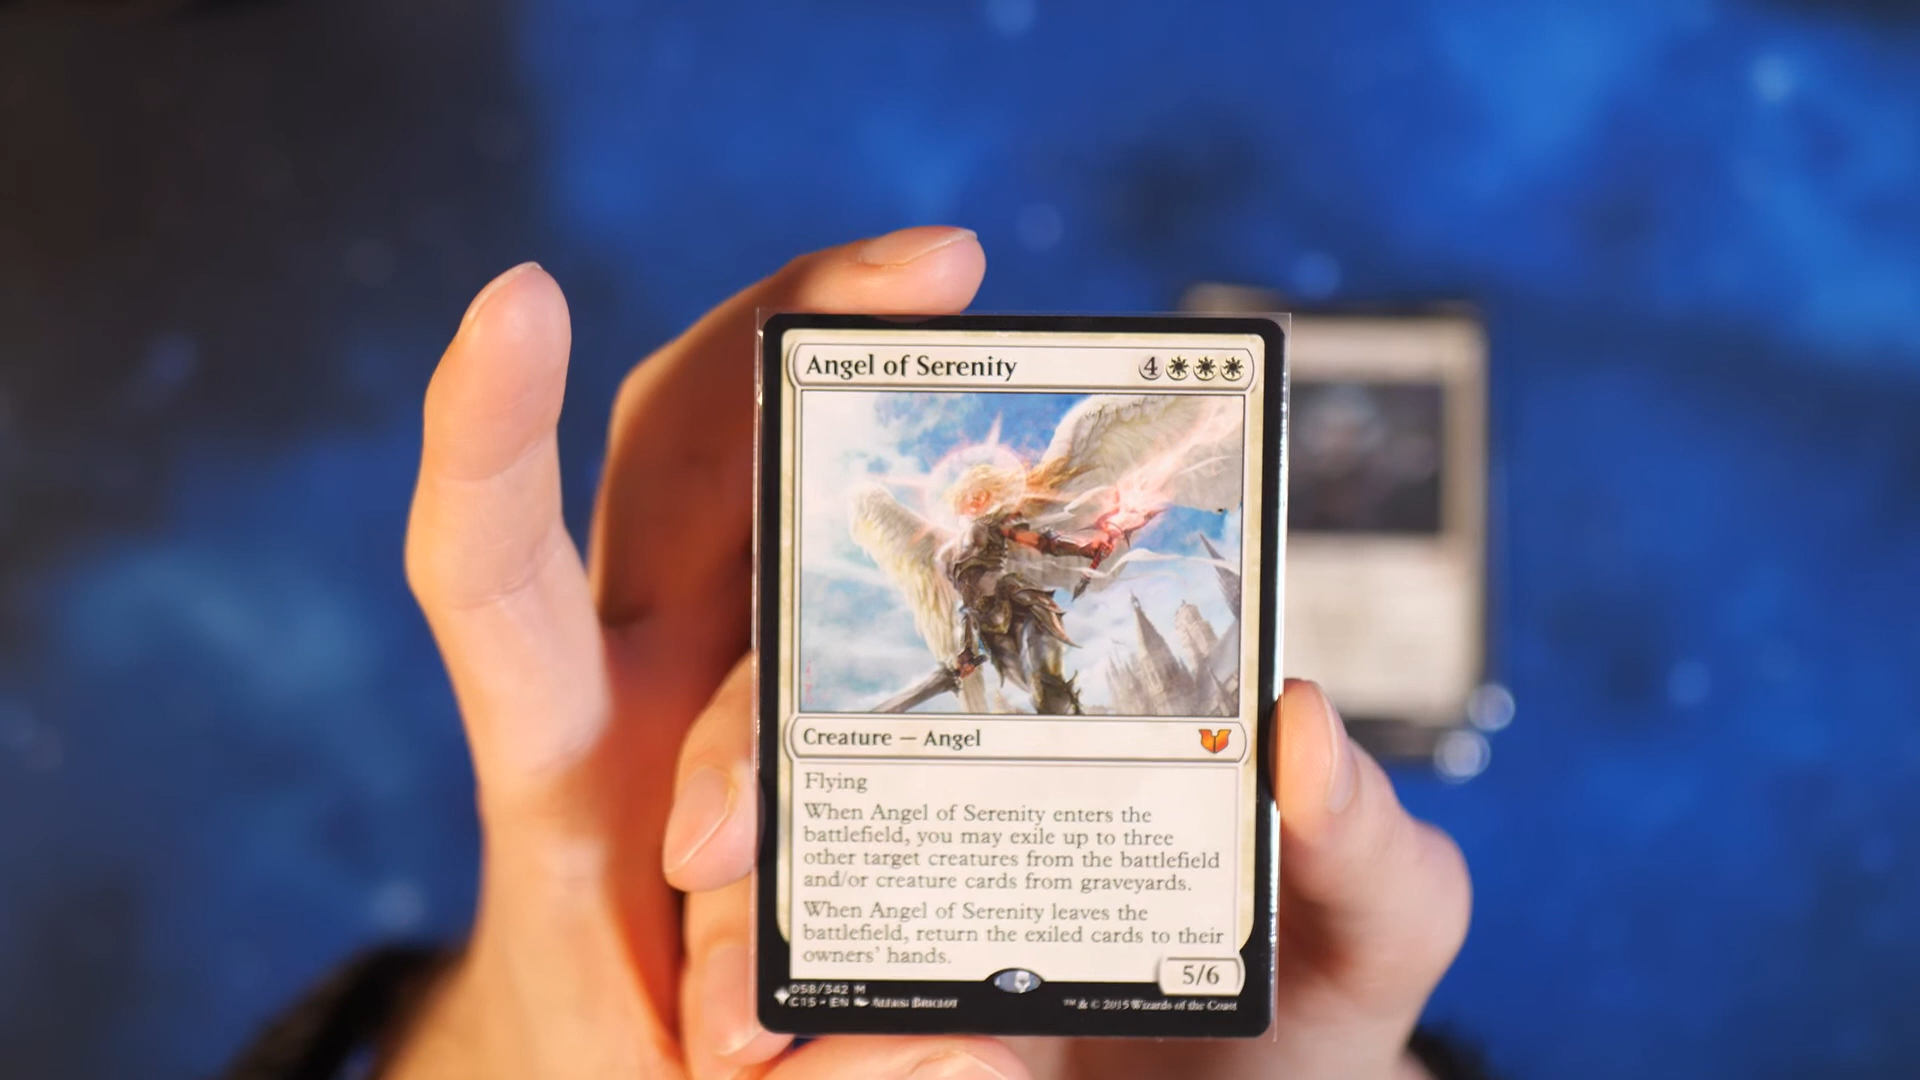 Angel of Serenity 4
Creature — Angel
Flying
When Angel of Serenity enters the
battlefield, you may exile up to three
other target creatures from the battlefield
and/or creature cards from graveyards.
When Angel of Serenity leaves the
battlefield, return the exiled cards to their
owners' hands.
5/6
058/342 M
C15 • EN Aleksi Briclot
™ & © 2015 Wizards of the Coast